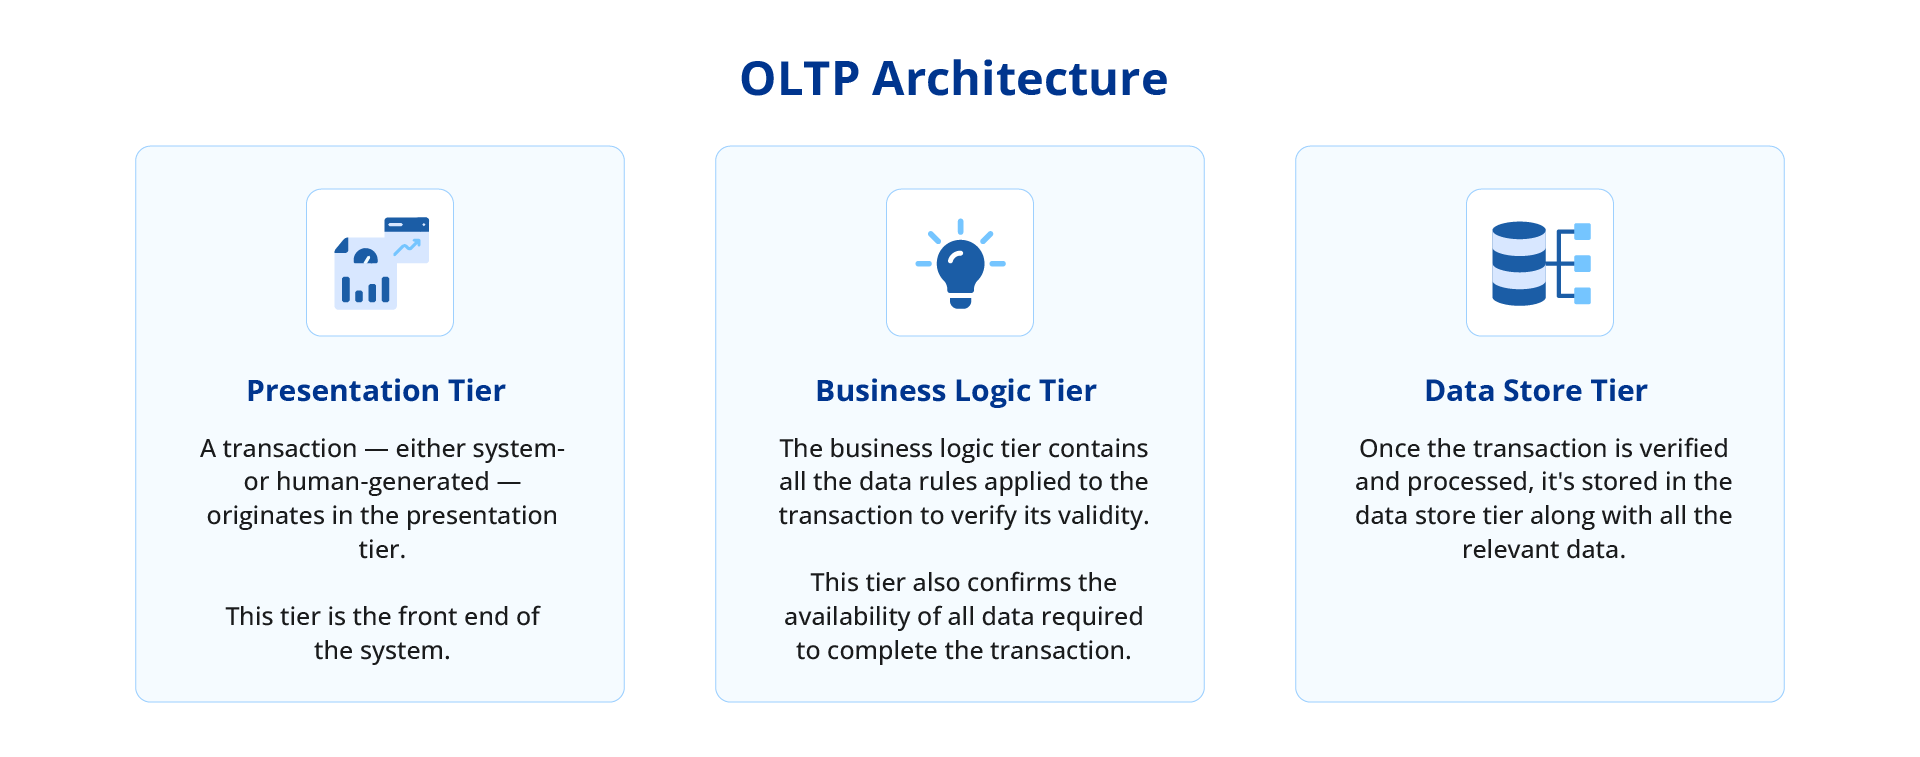 OLTP Architecture
Presentation Tier
A transaction — either system-
or human-generated —
originates in the presentation
tier.
This tier is the front end of
the system.
Business Logic Tier
The business logic tier contains
all the data rules applied to the
transaction to verify its validity.
This tier also confirms the
availability of all data required
to complete the transaction.
Data Store Tier
Once the transaction is verified
and processed, it's stored in the
data store tier along with all the
relevant data.